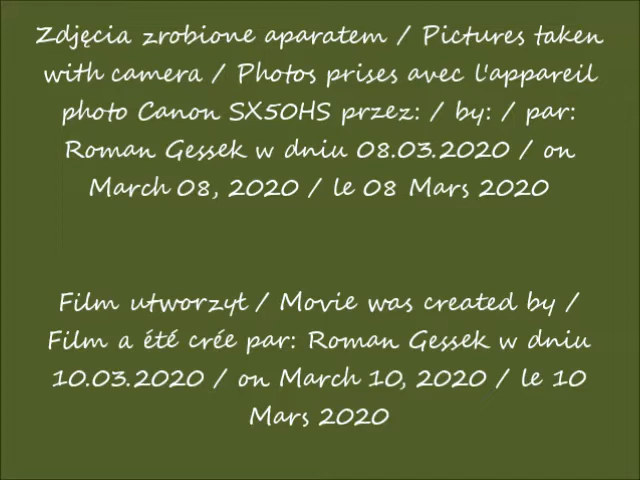 Zdjęcia zrobione aparatem / Pictures taken
with camera / Photos prises avec l'appareil
photo Canon SX50HS przez: / by: / par:
Roman Gessek w dniu 08.03.2020 / on
March 08, 2020 / le 08 Mars 2020
Film utworzył / Movie was created by /
Film a été crée par: Roman Gessek w dniu
10.03.2020 / on March 10, 2020 / le 10
Mars 2020